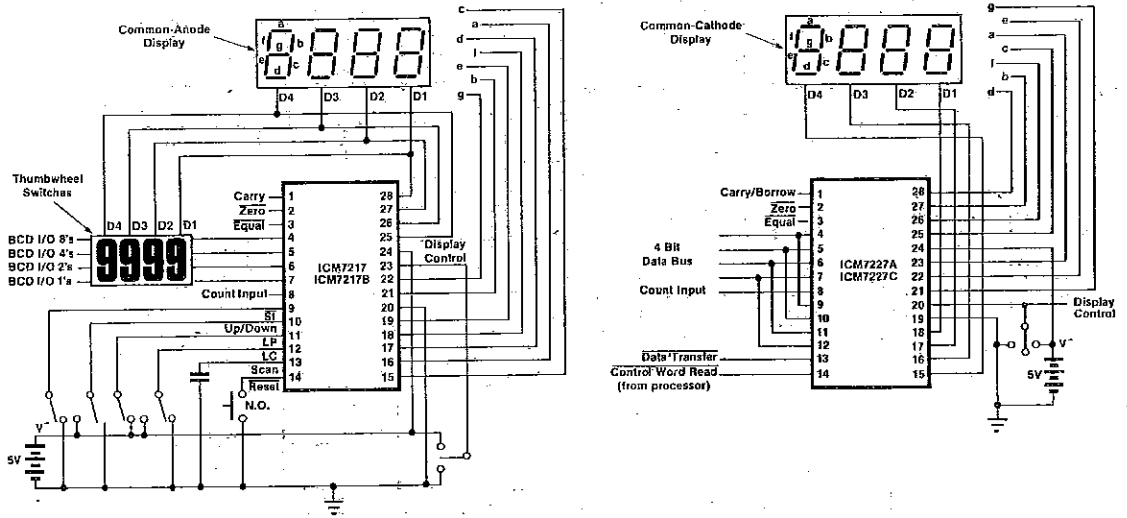 Common-Anode
Display
a
f
b
g
e
c
d
D4
D3
D2
D1
c
a
d
f
e
b
g
Thumbwheel
Switches
D4 D3 D2 D1
BCD I/O 8's
BCD I/O 4's
BCD I/O 2's
BCD I/O 1's
9999
Carry
Zero
Equal
Count Input
SI
Up/Down
LP
LC
Scan
Reset
N.O.
1
2
3
4
5
6
7
8
9
10
11
12
13
14
ICM7217
ICM7217B
28
27
26
25
24
23
22
21
20
19
18
17
16
15
Display
Control
V-
5V
Common-Cathode
Display
a
f
b
g
e
c
d
D4
D3
D2
D1
g
e
a
c
f
b
d
Carry/Borrow
Zero
Equal
4 Bit
Data Bus
Count Input
Data Transfer
Control Word Read
(from processor)
1
2
3
4
5
6
7
8
9
10
11
12
13
14
ICM7227A
ICM7227C
28
27
26
25
24
23
22
21
20
19
18
17
16
15
Display
Control
V-
5V